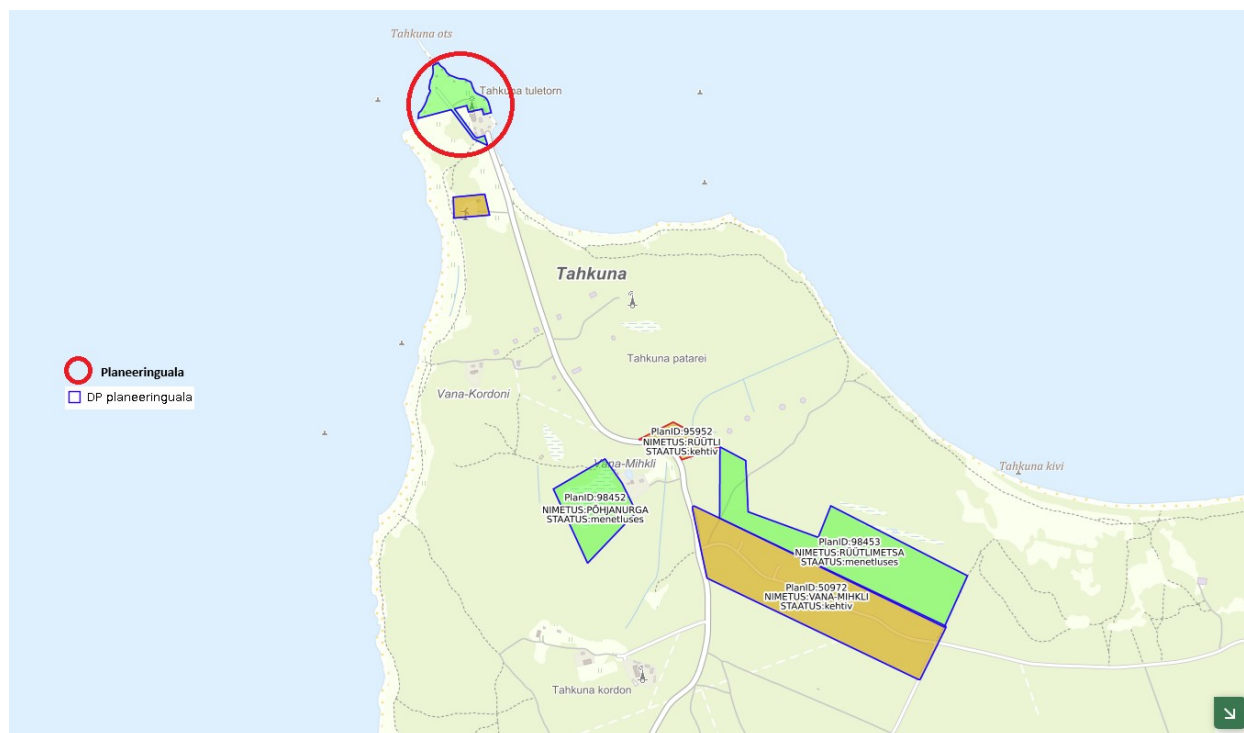 Tahkuna ots
Tahkuna tuletorn
Tahkuna
Tahkuna patarei
Planeeringuala
DP planeeringuala
Vana-Kordoni
PlanID:95952
NIMETUS:RÜÜTLI
STAATUS:kehtiv
Vana-Mihkli
Tahkuna kivi
PlanID:98452
NIMETUS:PÕHJANURGA
STAATUS:menetluses
PlanID:98453
NIMETUS:RÜÜTLIMETSA
STAATUS:menetluses
PlanID:50972
NIMETUS:VANA-MIHKLI
STAATUS:kehtiv
Tahkuna kordon